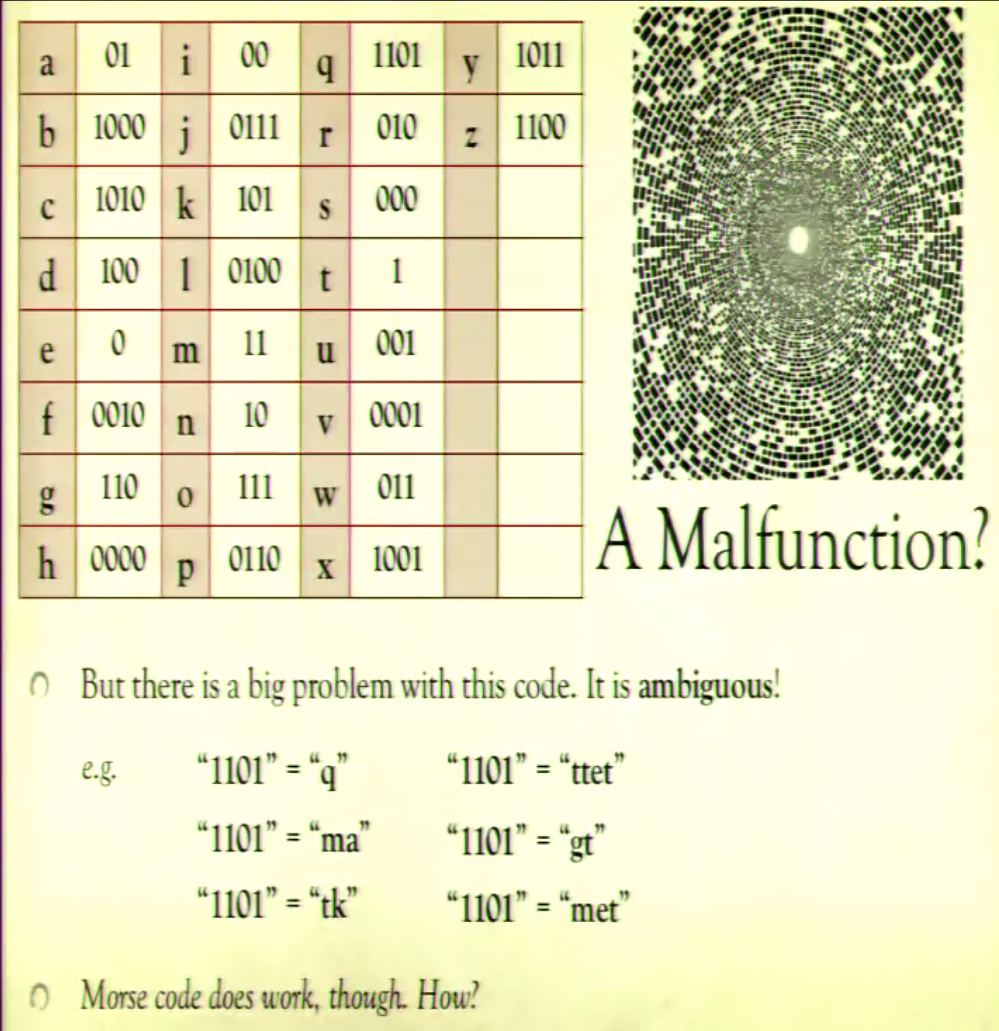 a 01 i 00 q 1101 y 1011
b 1000 j 0111 r 010 z 1100
c 1010 k 101 s 000
d 100 l 0100 t 1
e 0 m 11 u 001
f 0010 n 10 v 0001
g 110 o 111 w 011
h 0000 p 0110 x 1001
A Malfunction?
But there is a big problem with this code. It is ambiguous!
e.g. “1101” = “q” “1101” = “ttet”
“1101” = “ma” “1101” = “gt”
“1101” = “tk” “1101” = “met”
Morse code does work, though. How?